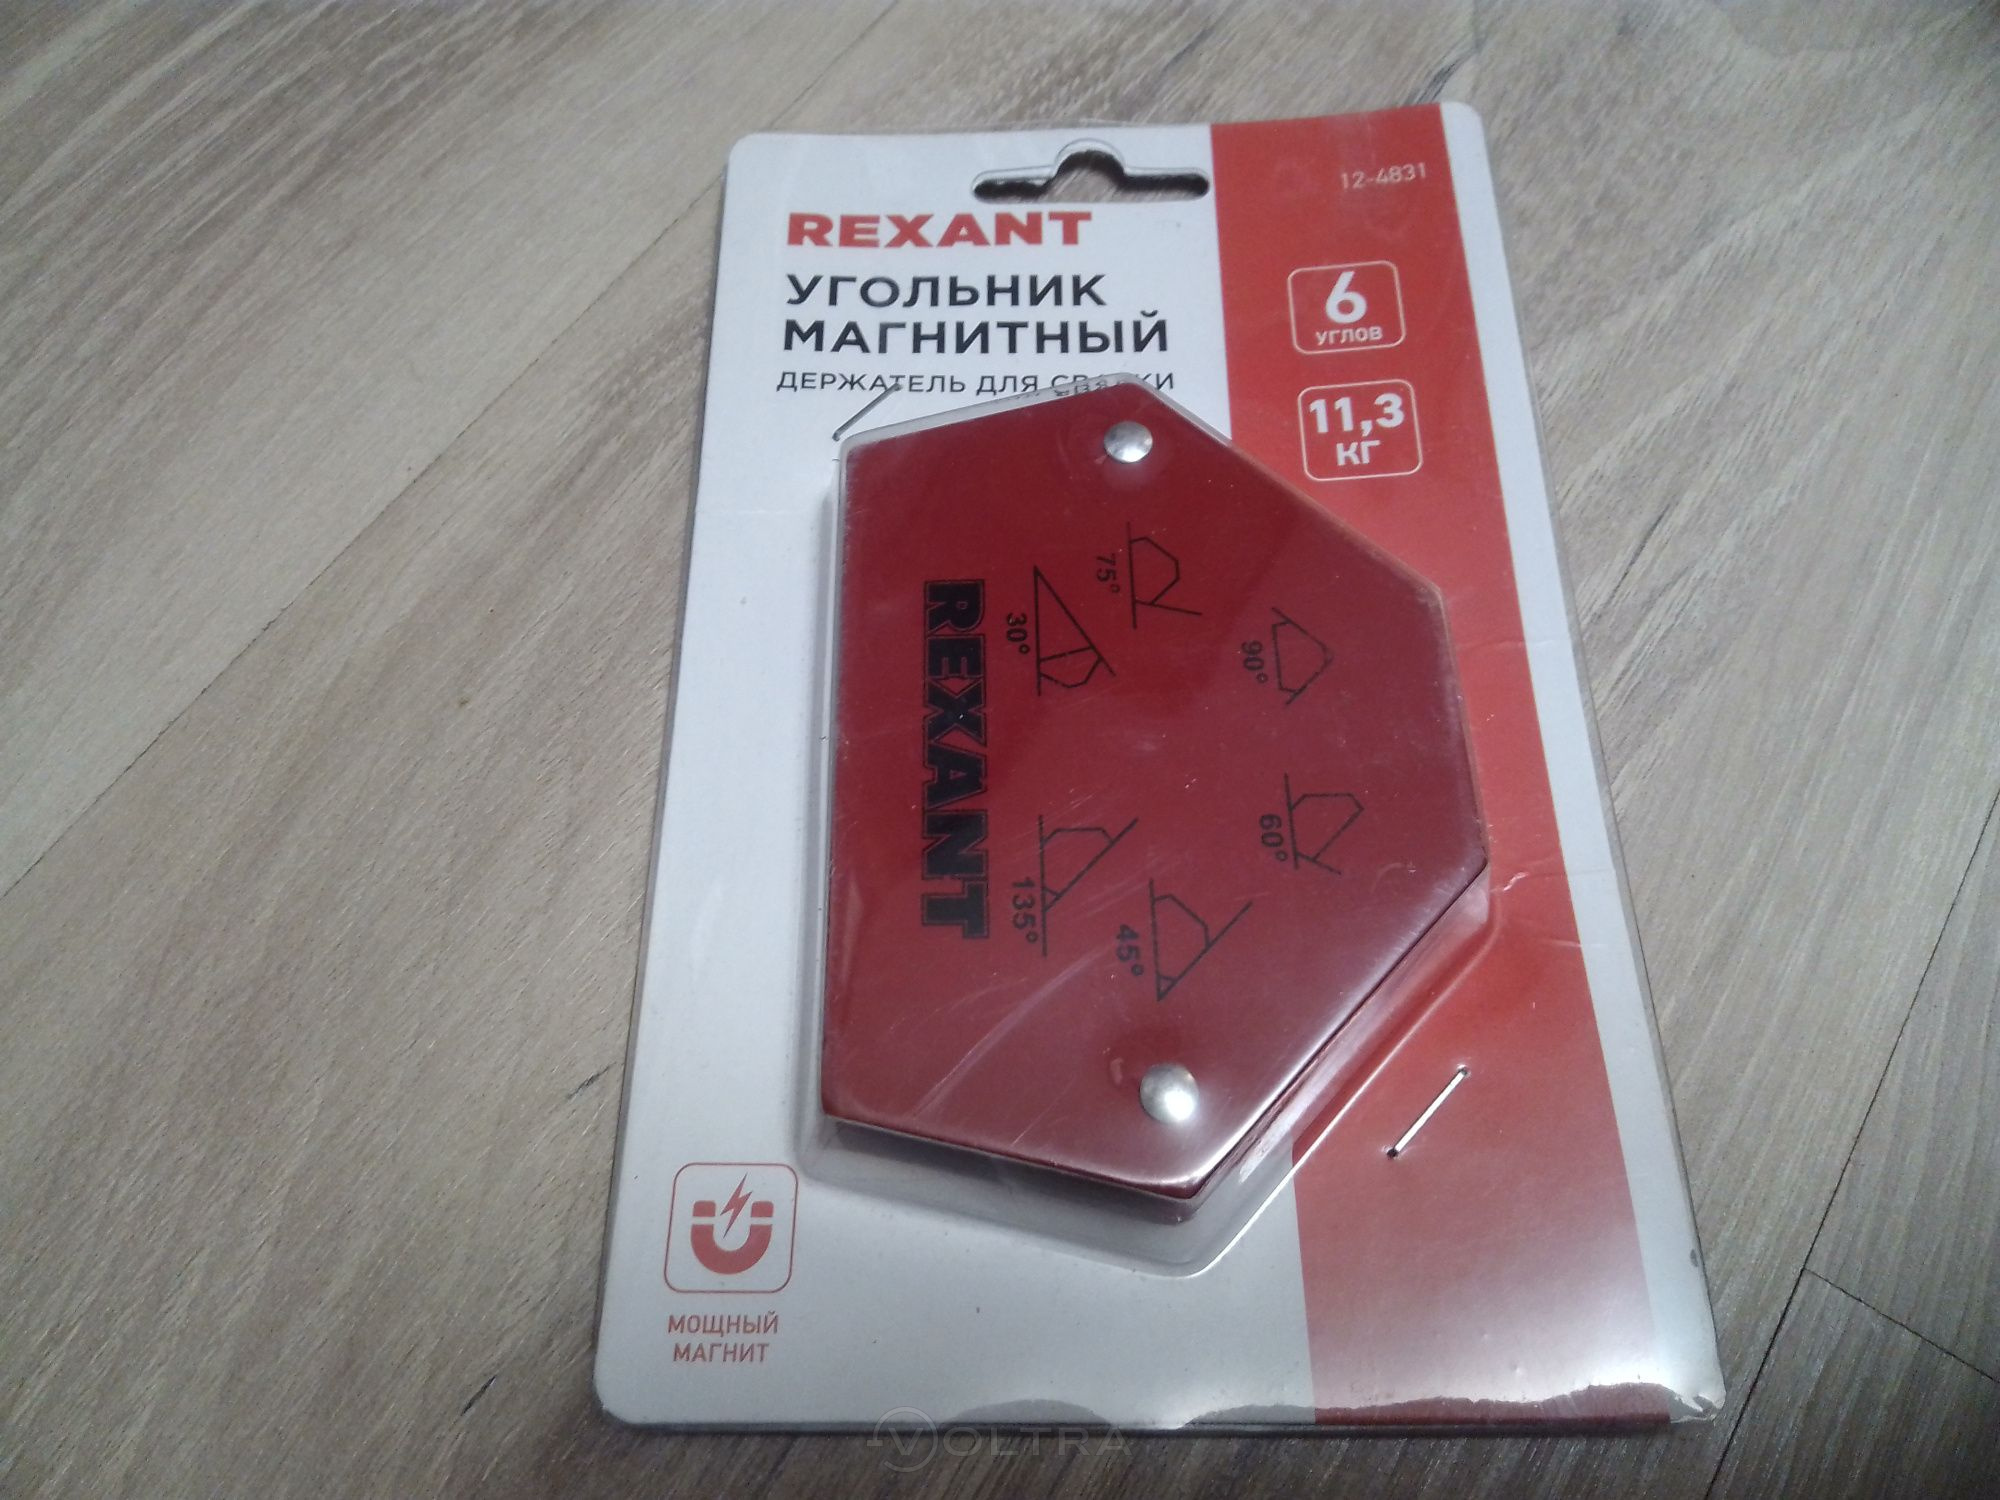 12-4831
REXANT
УГОЛЬНИК
МАГНИТНЫЙ
ДЕРЖАТЕЛЬ ДЛЯ СВАРКИ
6
УГЛОВ
11,3
КГ
REXANT
30°
75°
90°
60°
45°
135°
МОЩНЫЙ
МАГНИТ
VOLTRA